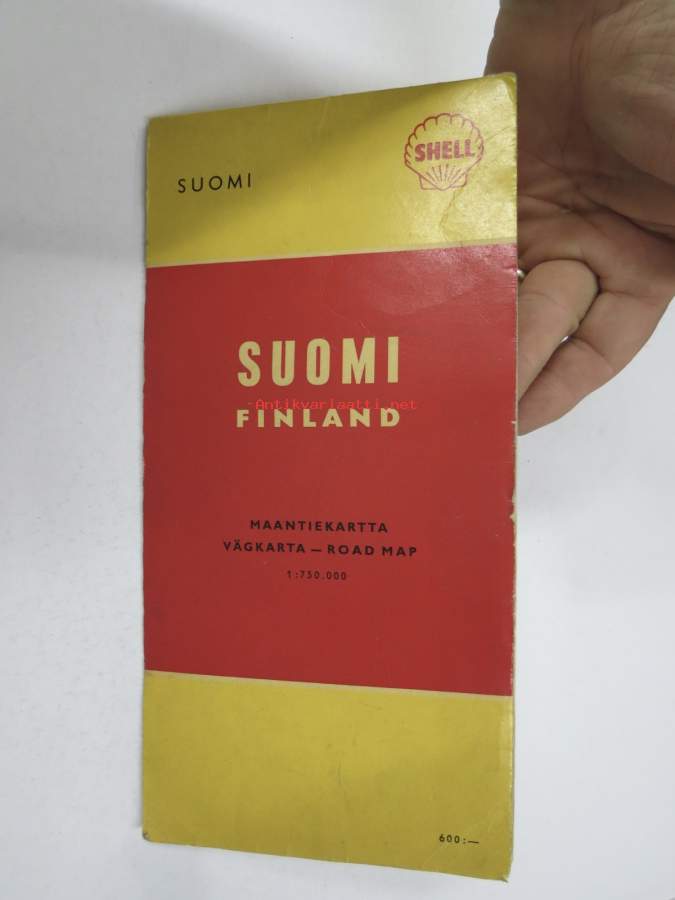 SHELL
SUOMI
SUOMI
Antikvariaatti.net
FINLAND
MAANTIEKARTTA
VÄGKARTA — ROAD MAP
1:750.000
600:—